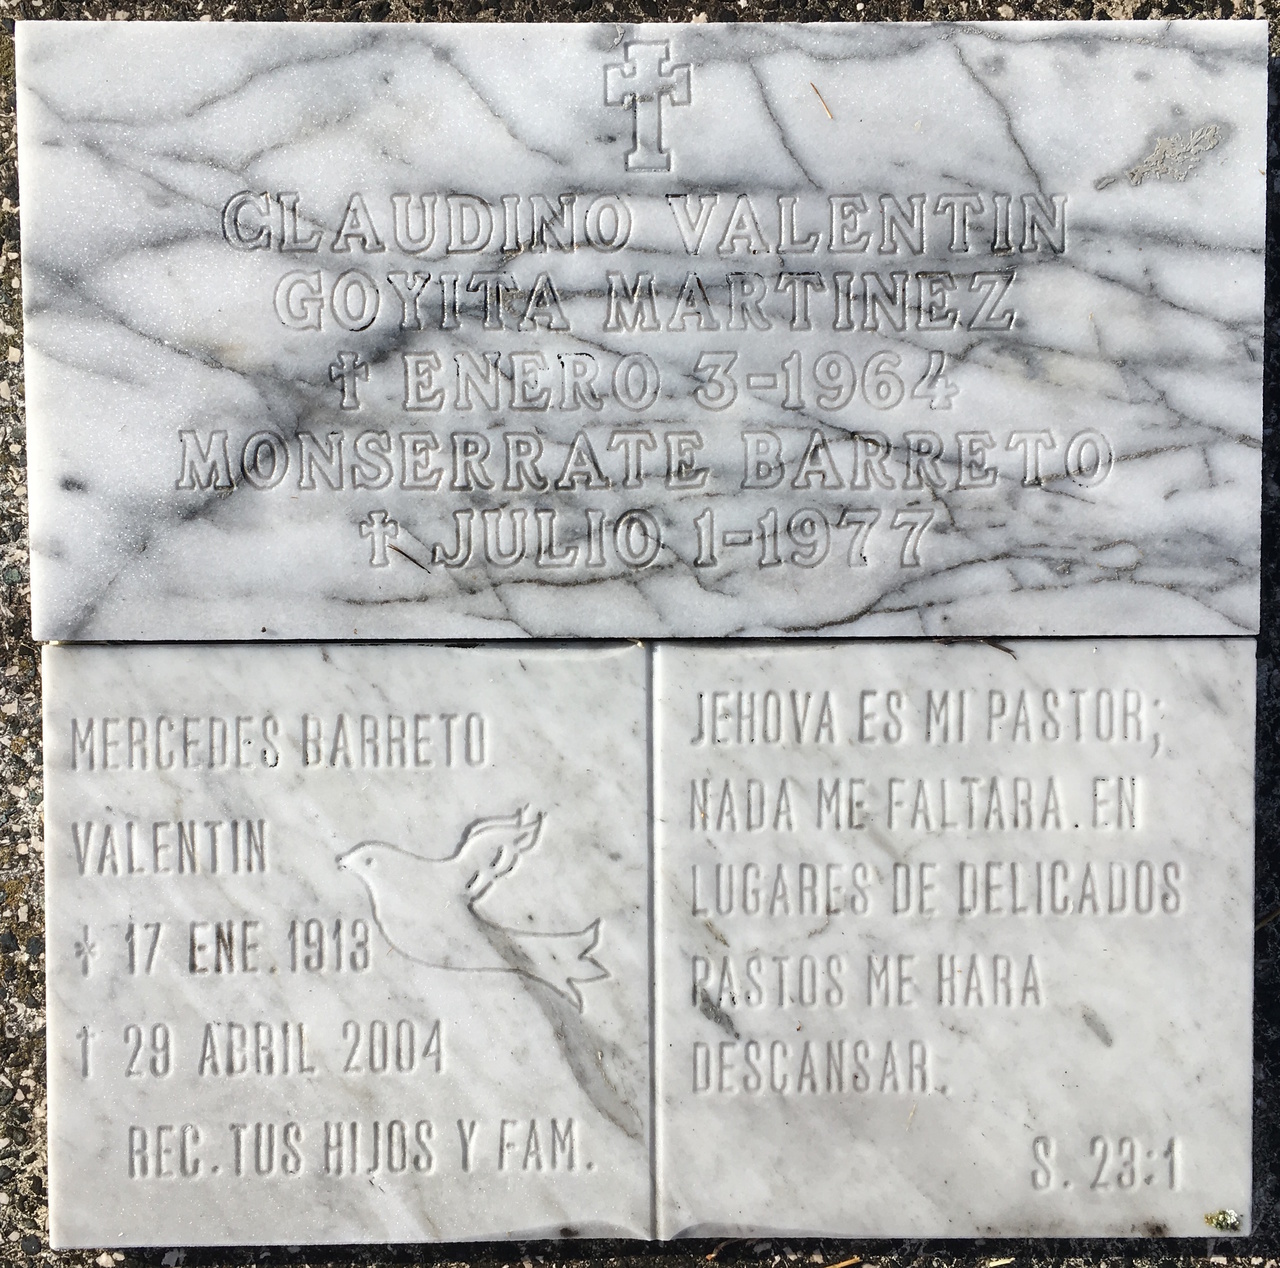 CLAUDINO VALENTIN
GOYITA MARTINEZ
✝ ENERO 3-1964
MONSERRATE BARRETO
✝ JULIO 1-1977
MERCEDES BARRETO
VALENTIN
* 17 ENE.1913
† 29 ABRIL 2004
REC. TUS HIJOS Y FAM.
JEHOVA ES MI PASTOR;
NADA ME FALTARA. EN
LUGARES DE DELICADOS
PASTOS ME HARA
DESCANSAR..
S. 23:1